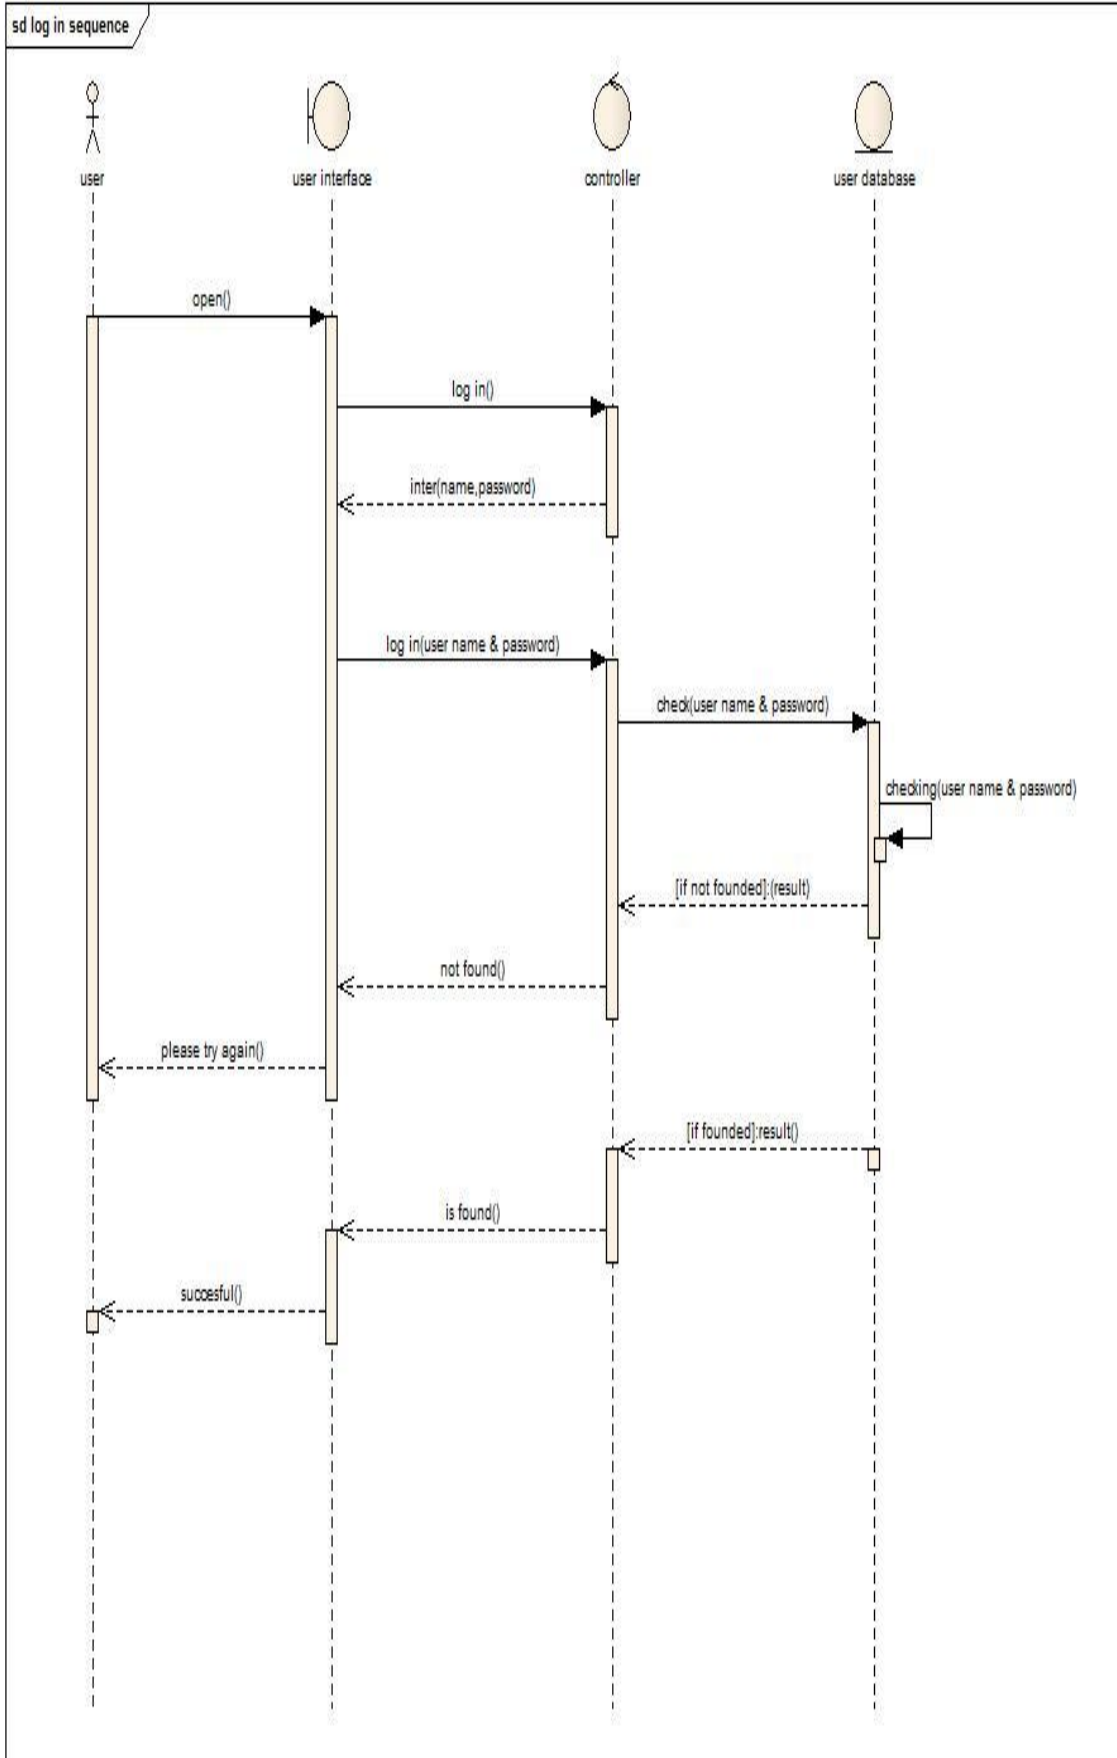 sd log in sequence
user
user interface
controller
user database
open()
log in()
inter(name,password)
log in(user name & password)
check(user name & password)
checking(user name & password)
[if not founded]:(result)
not found()
please try again()
[if founded]:result()
is found()
succesful()